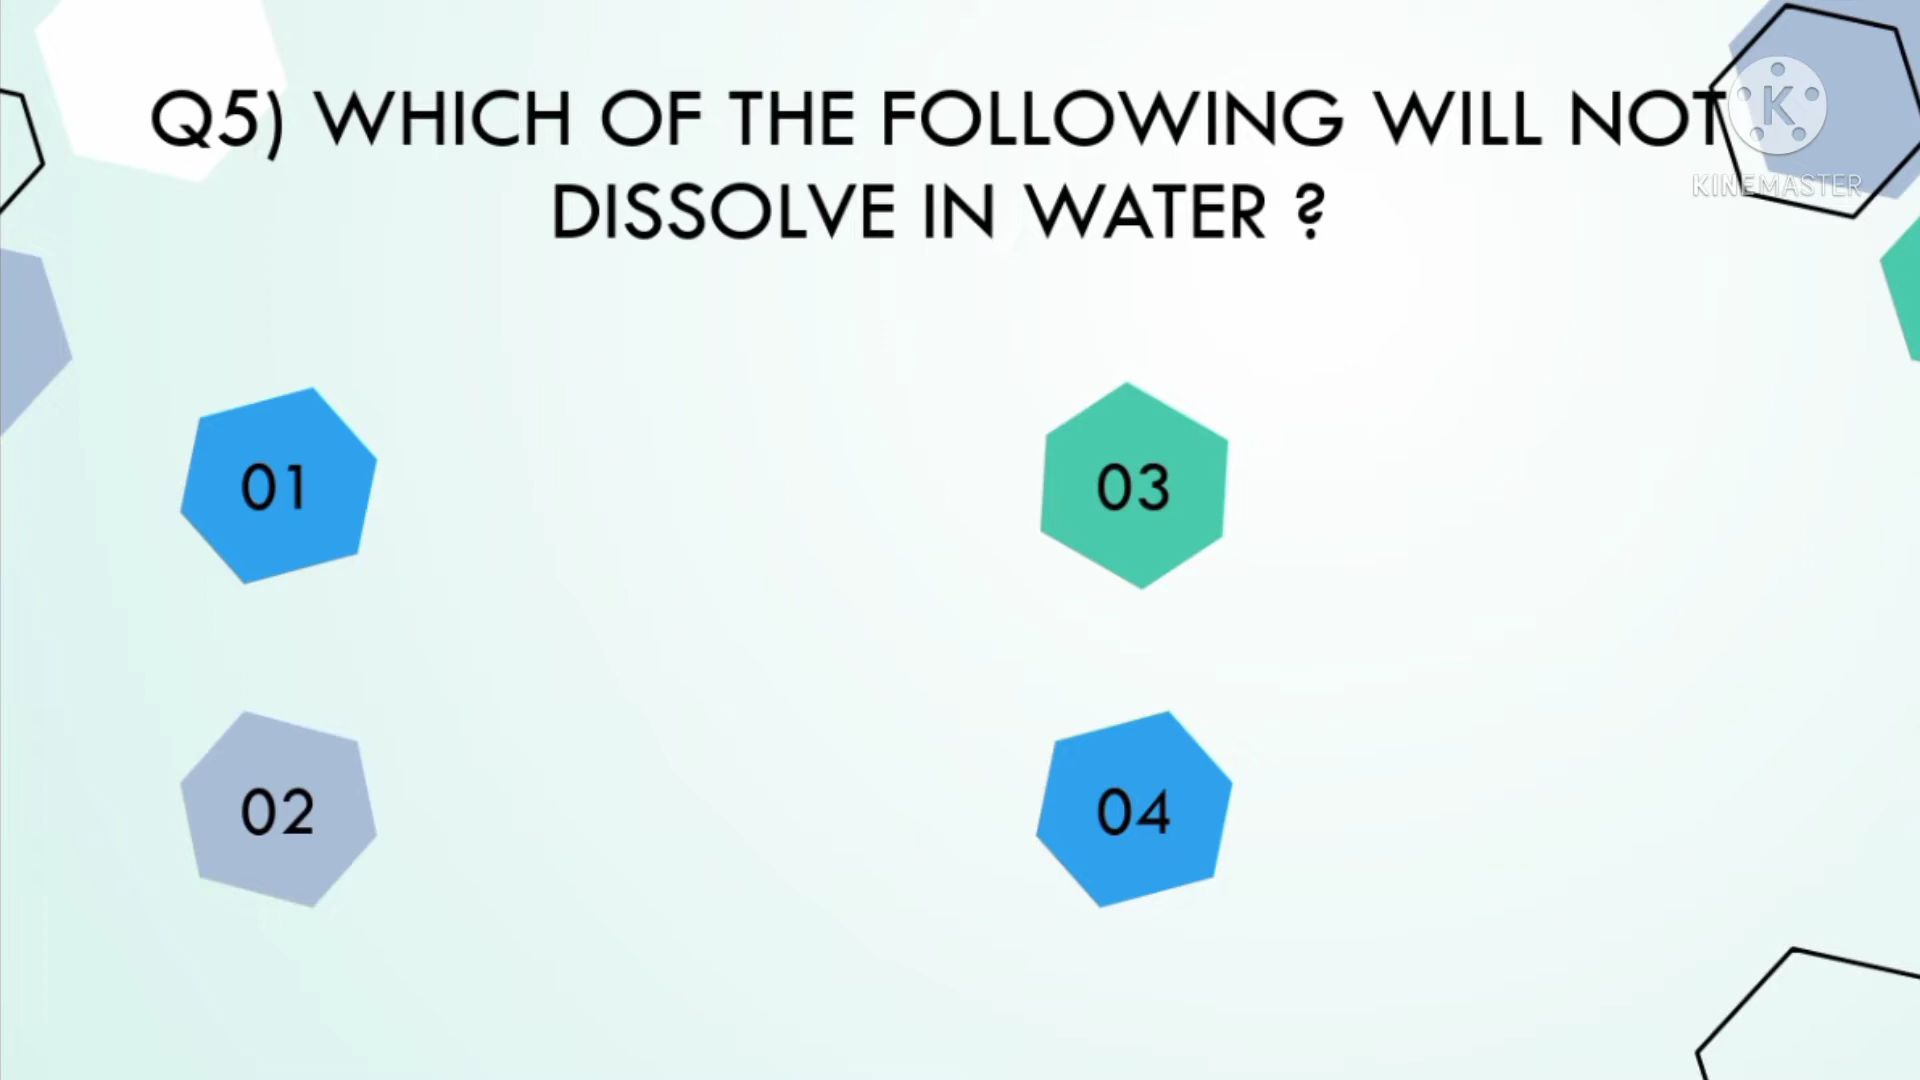 Q5) WHICH OF THE FOLLOWING WILL NOT
DISSOLVE IN WATER ?
K
KINEMASTER
01
03
02
04